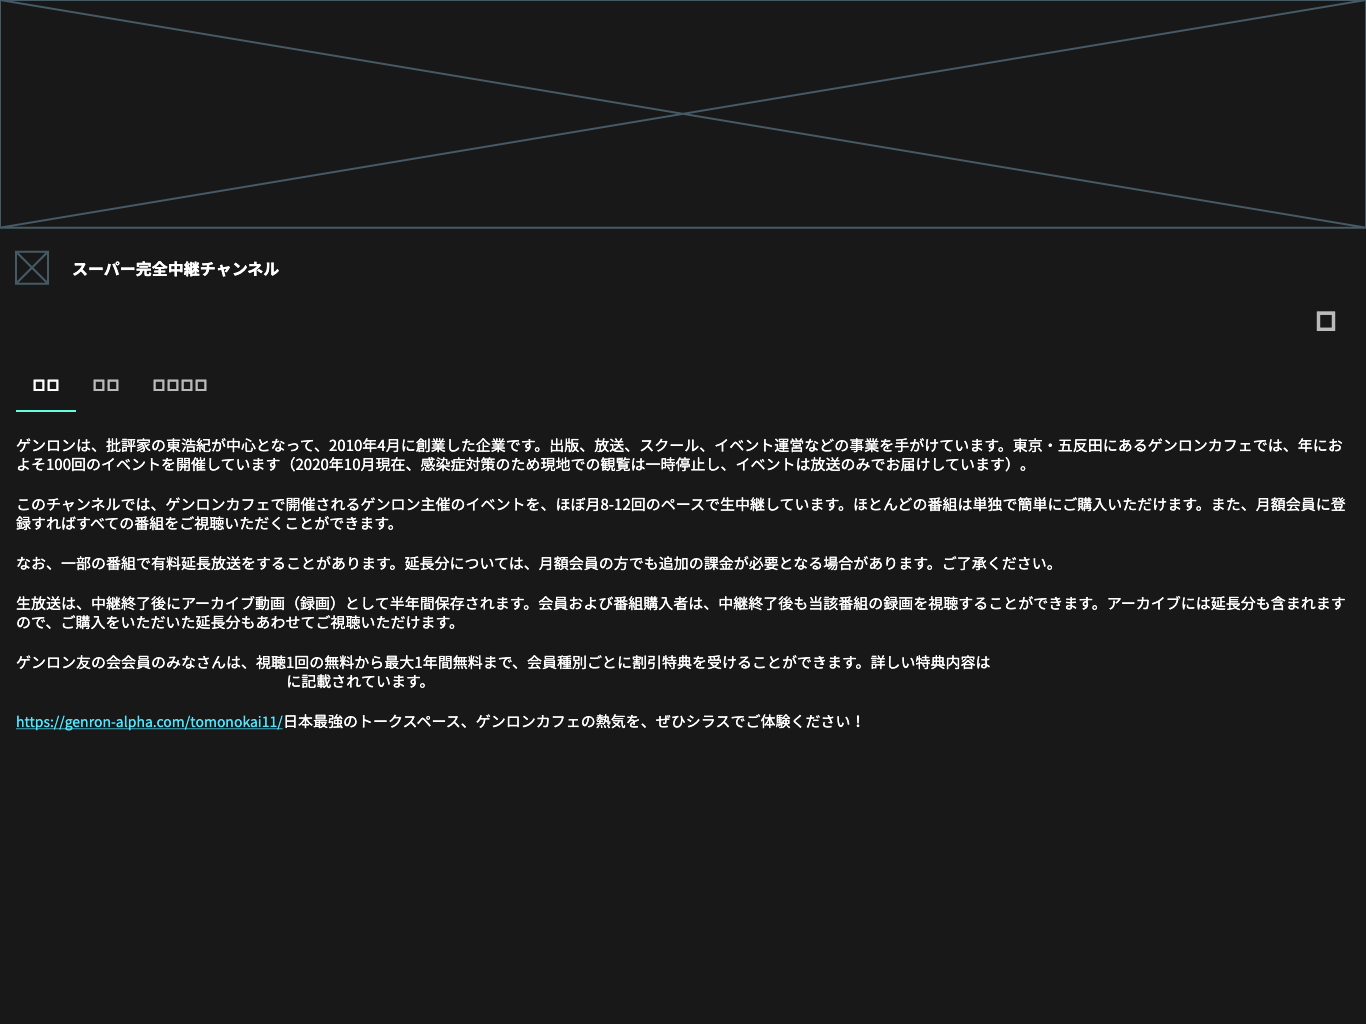 スーパー完全中継チャンネル
ゲンロンは、批評家の東浩紀が中心となって、2010年4月に創業した企業です。出版、放送、スクール、イベント運営などの事業を手がけています。東京・五反田にあるゲンロンカフェでは、年にお
よそ100回のイベントを開催しています（2020年10月現在、感染症対策のため現地での観覧は一時停止し、イベントは放送のみでお届けしています）。
このチャンネルでは、ゲンロンカフェで開催されるゲンロン主催のイベントを、ほぼ月8-12回のペースで生中継しています。ほとんどの番組は単独で簡単にご購入いただけます。また、月額会員に登
録すればすべての番組をご視聴いただくことができます。
なお、一部の番組で有料延長放送をすることがあります。延長分については、月額会員の方でも追加の課金が必要となる場合があります。ご了承ください。
生放送は、中継終了後にアーカイブ動画（録画）として半年間保存されます。会員および番組購入者は、中継終了後も当該番組の録画を視聴することができます。アーカイブには延長分も含まれます
ので、ご購入をいただいた延長分もあわせてご視聴いただけます。
ゲンロン友の会会員のみなさんは、視聴1回の無料から最大1年間無料まで、会員種別ごとに割引特典を受けることができます。詳しい特典内容は
に記載されています。
https://genron-alpha.com/tomonokai11/日本最強のトークスペース、ゲンロンカフェの熱気を、ぜひシラスでご体験ください！